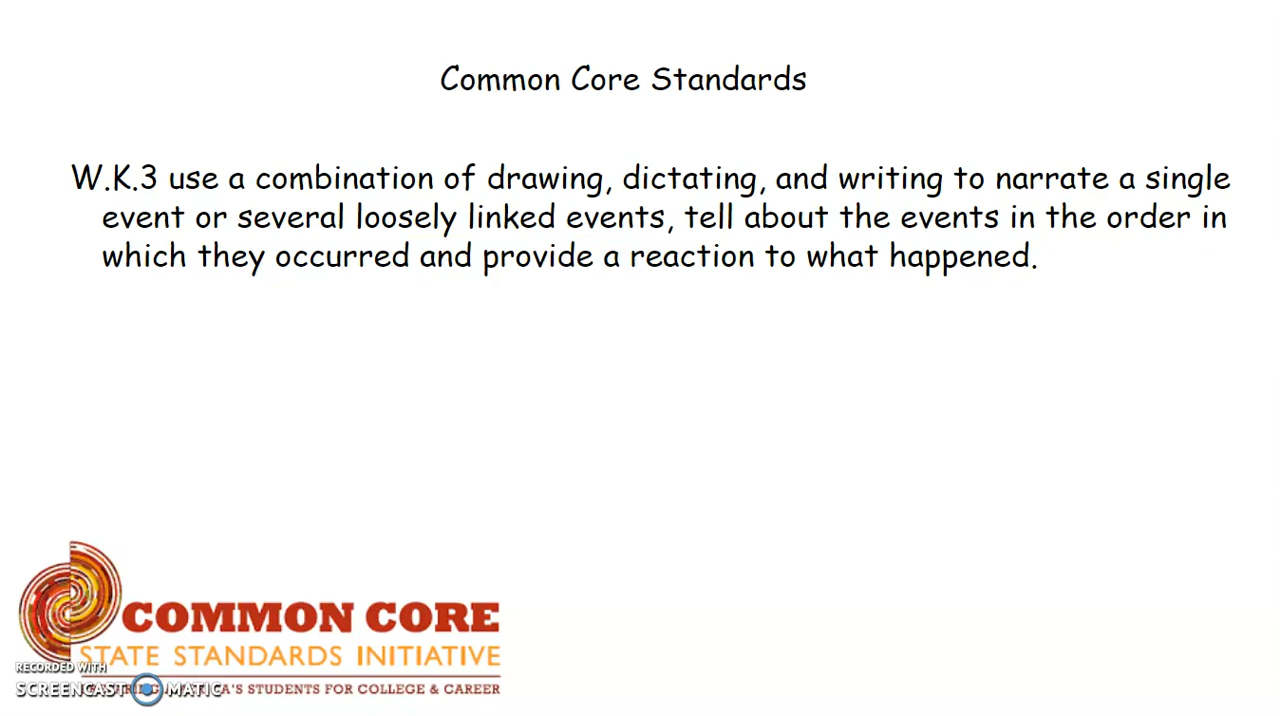 Common Core Standards
W.K.3 use a combination of drawing, dictating, and writing to narrate a single
event or several loosely linked events, tell about the events in the order in
which they occurred and provide a reaction to what happened.
COMMON CORE
STATE STANDARDS INITIATIVE
RECORDED WITH
SCREENCAST MATIC
A'S STUDENTS FOR COLLEGE & CAREER